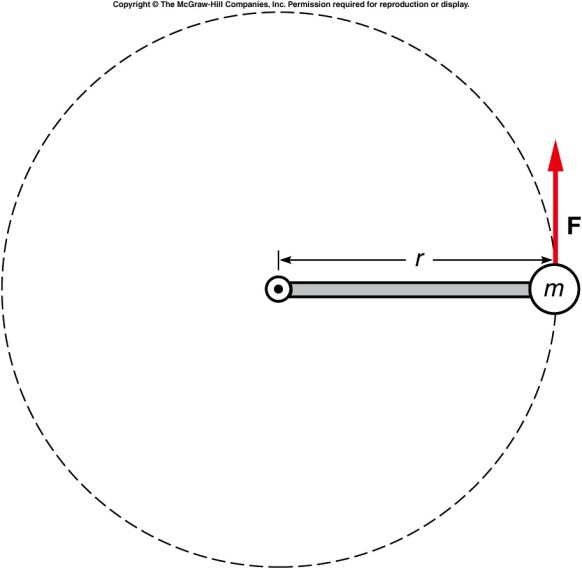 Copyright © The McGraw-Hill Companies, Inc. Permission required for reproduction or display.
F
r
m